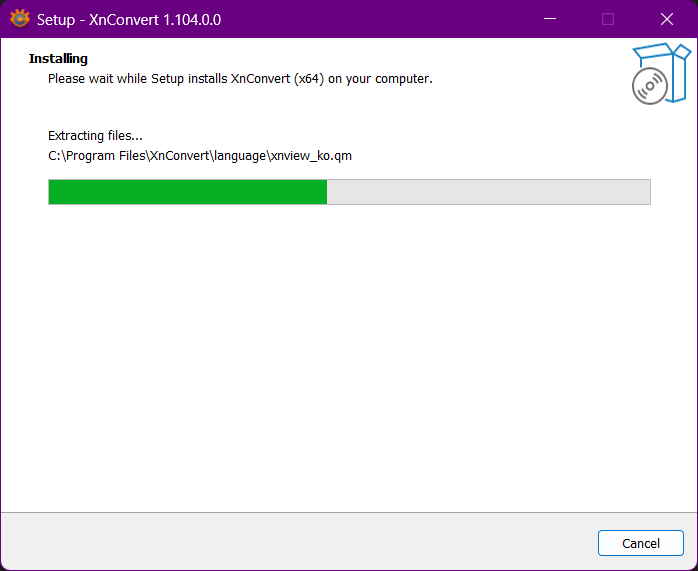 Setup - XnConvert 1.104.0.0
Installing
Please wait while Setup installs XnConvert (x64) on your computer.
Extracting files...
C:\Program Files\XnConvert\language\xnview_ko.qm
Cancel